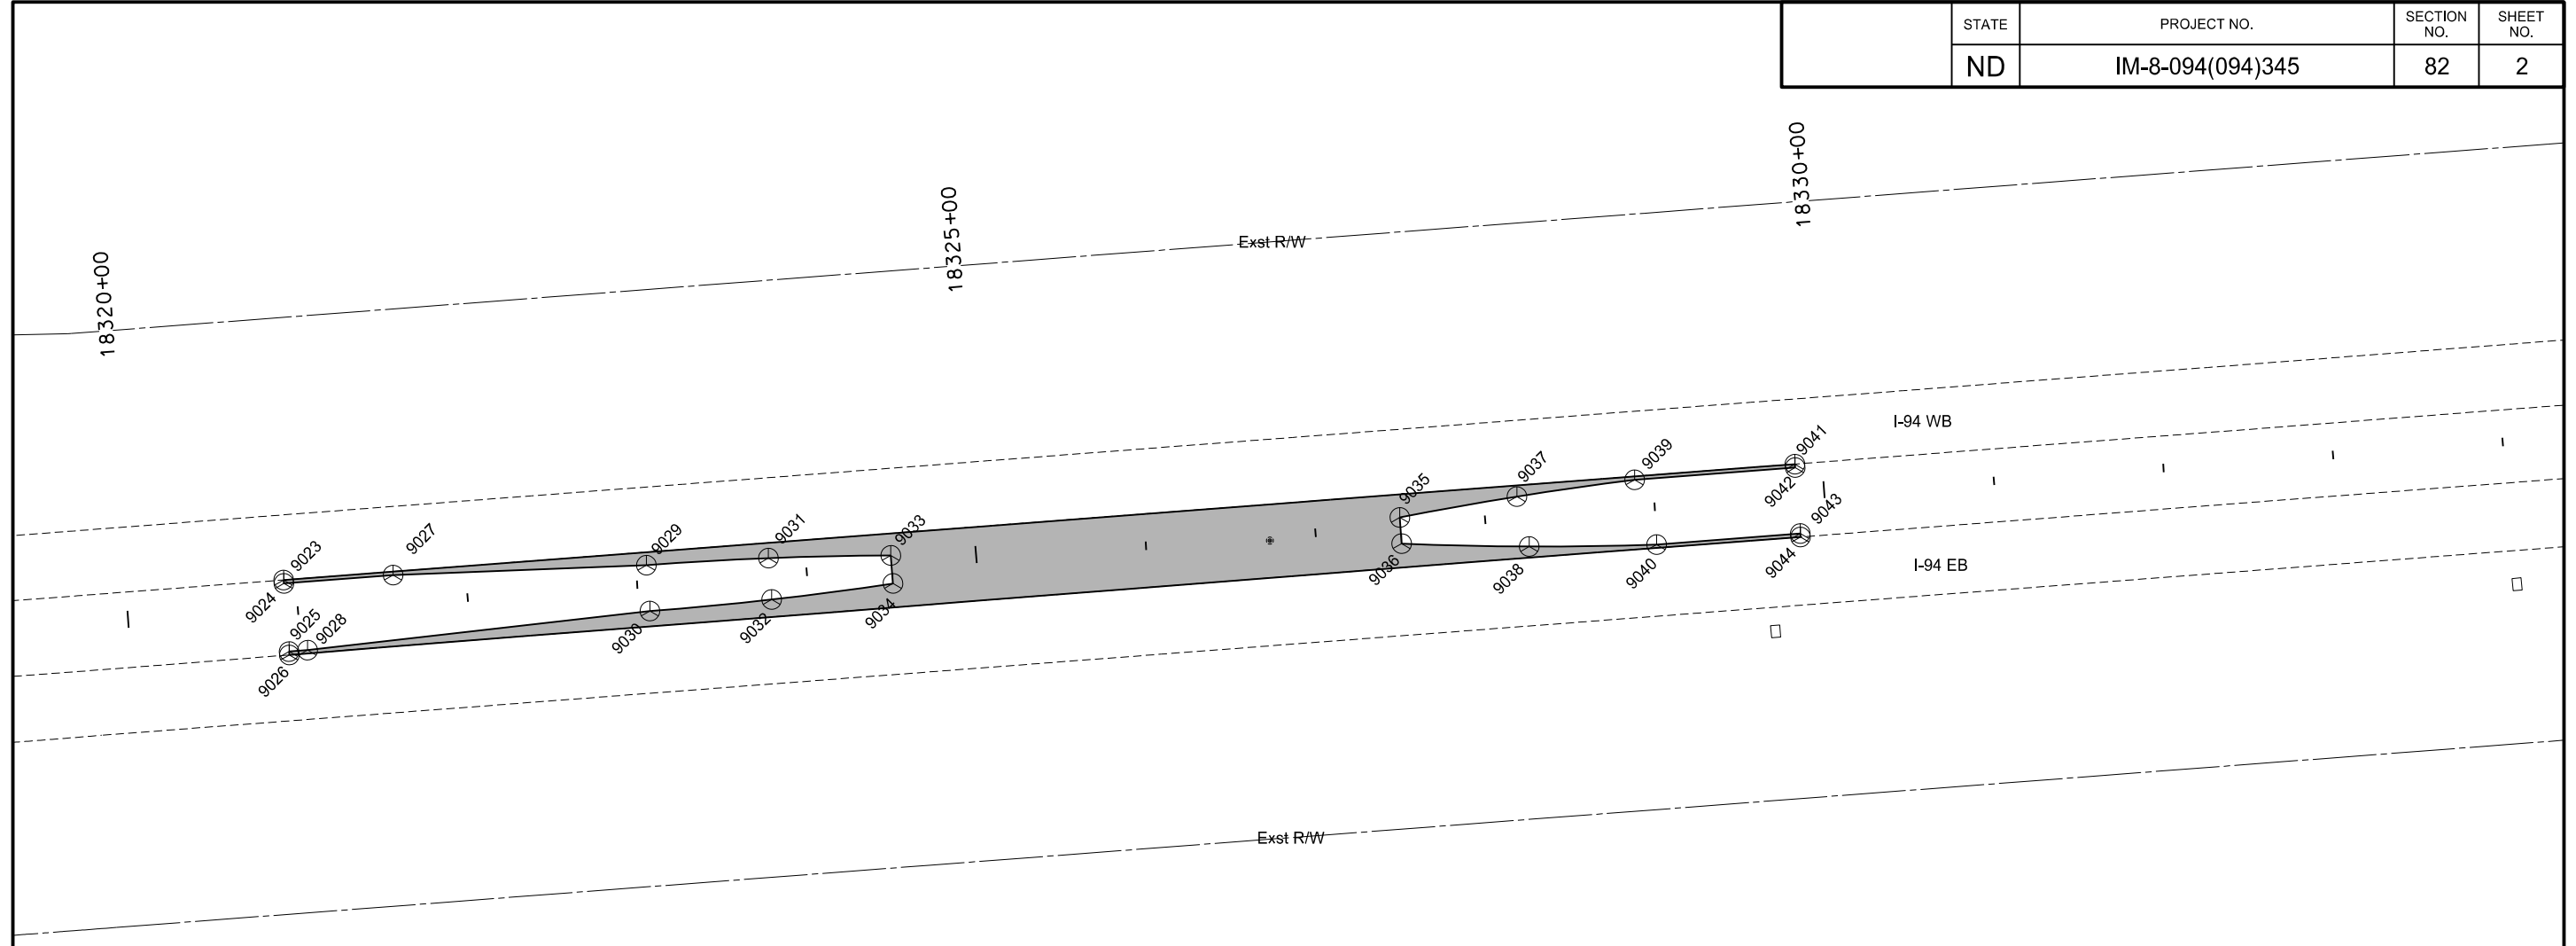 STATE
PROJECT NO.
SECTION
NO.
SHEET
NO.
ND
IM-8-094(094)345
82
2
18320+00
18325+00
18330+00
Exst R/W
I-94 WB
9041
9039
9037
9035
9042
9043
9033
9031
9029
9027
9023
9044
9040
9038
9036
I-94 EB
9024
9034
9032
9030
9025
9028
9026
Exst R/W